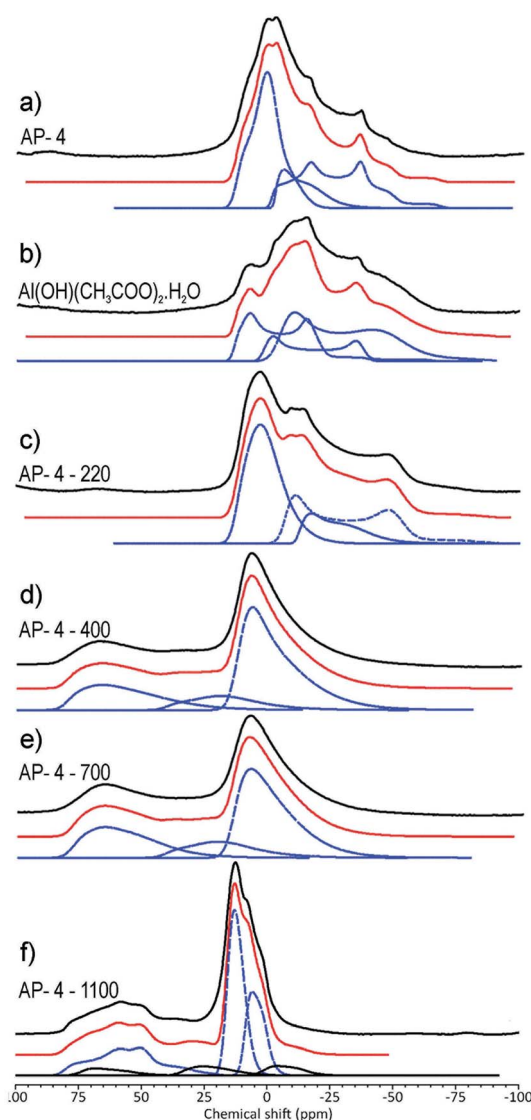 a)
AP- 4
b)
Al(OH)(CH₃COO)₂.H₂O
c)
AP- 4 - 220
d)
AP- 4 - 400
e)
AP- 4 - 700
f)
AP- 4 - 1100
00 75 50 25 0 -25 -50 -75 -100
Chemical shift (ppm)